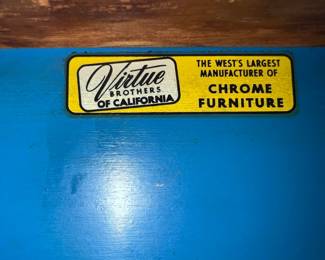 Virtue
BROTHERS
OF CALIFORNIA
THE WEST'S LARGEST
MANUFACTURER OF
CHROME
FURNITURE